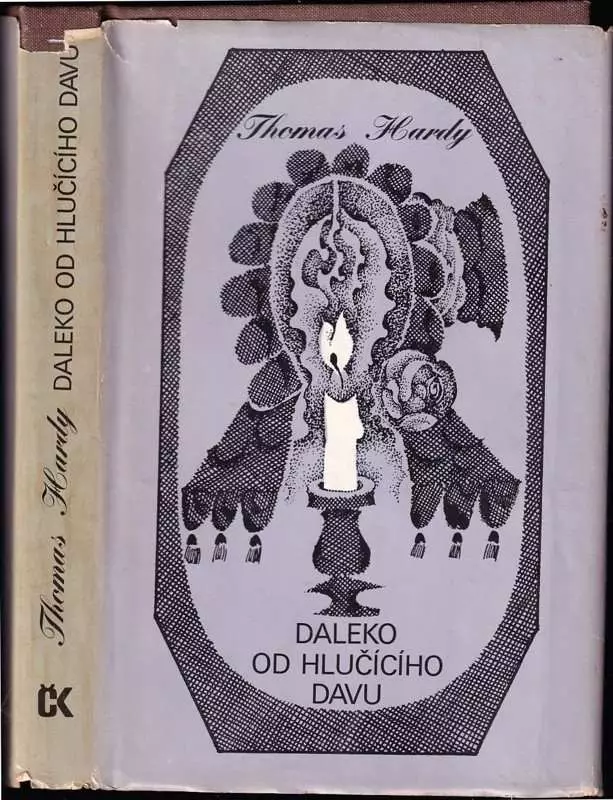 Thomas Hardy
DALEKO
OD HLUČÍCÍHO
DAVU
Thomas Hardy DALEKO OD HLUČÍCÍHO DAVU
ČK